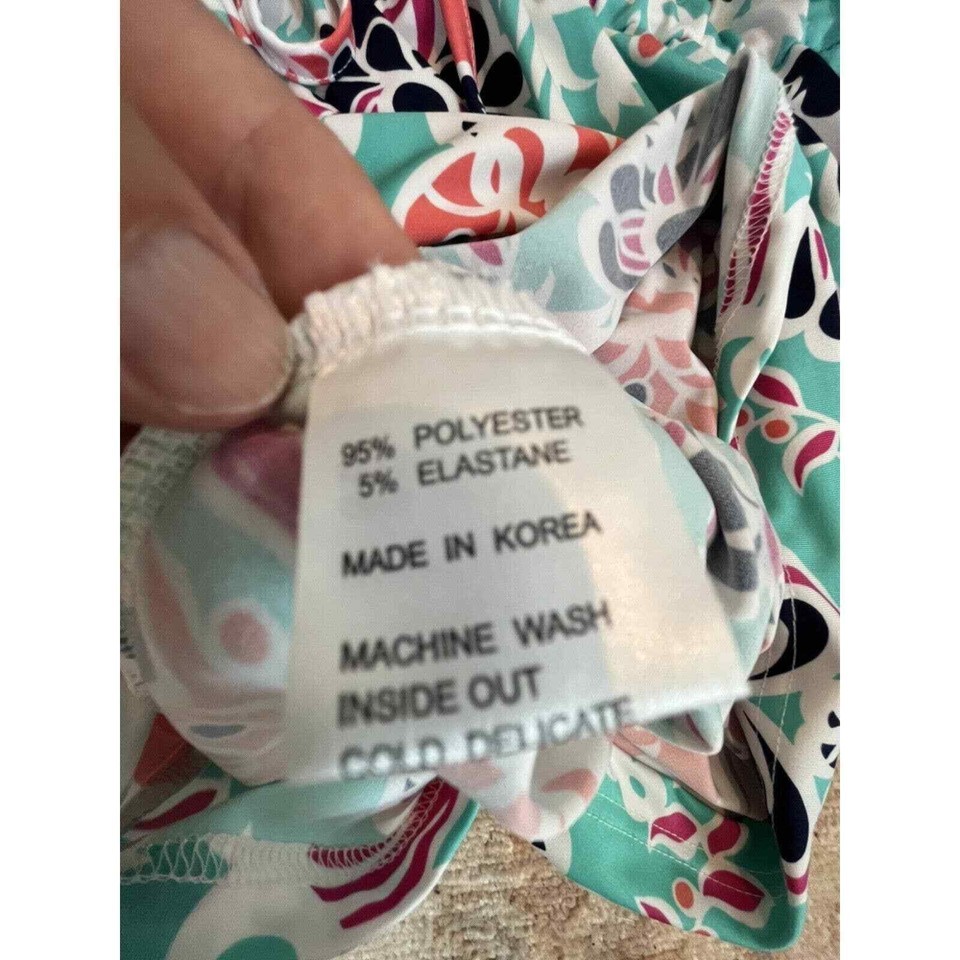 95% POLYESTER
5% ELASTANE
MADE IN KOREA
MACHINE WASH
INSIDE OUT
COLD DELICATE